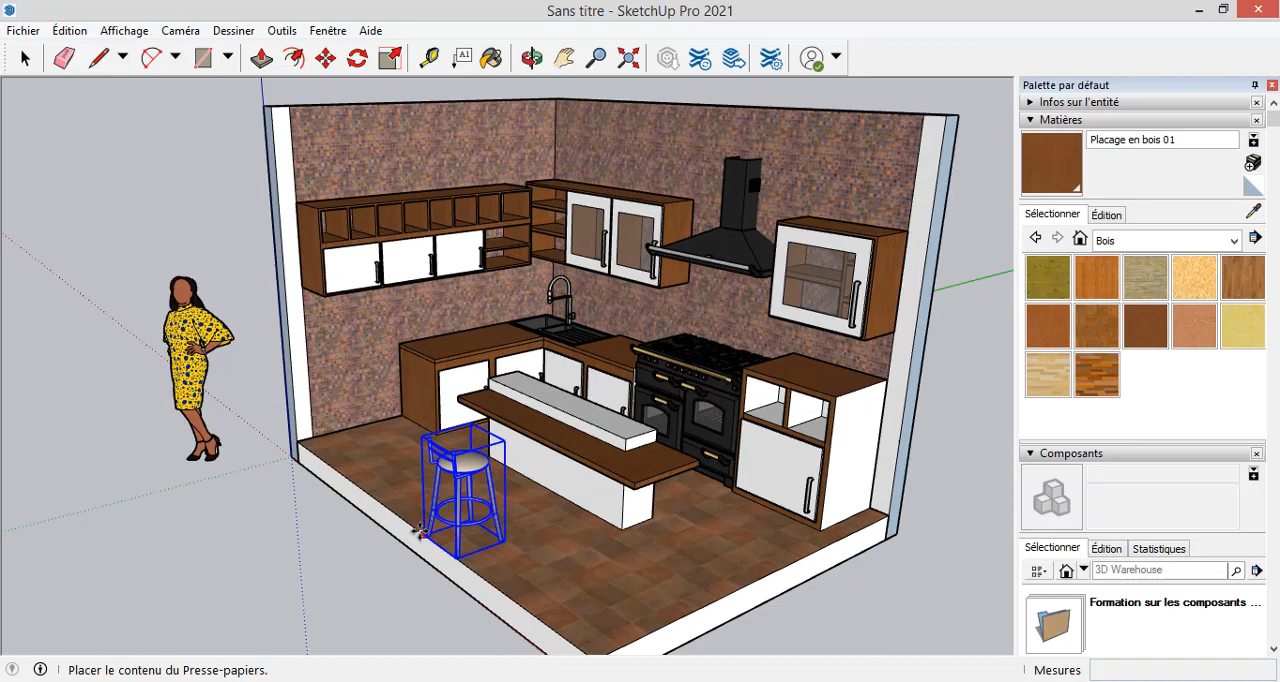 Sans titre - SketchUp Pro 2021
Fichier Édition Affichage Caméra Dessiner Outils Fenêtre Aide
A1
Palette par défaut
Infos sur l'entité
Matières
Placage en bois 01
Sélectionner Édition
Bois
Composants
Sélectionner Édition Statistiques
3D Warehouse
Formation sur les composants ...
Placer le contenu du Presse-papiers.
Mesures